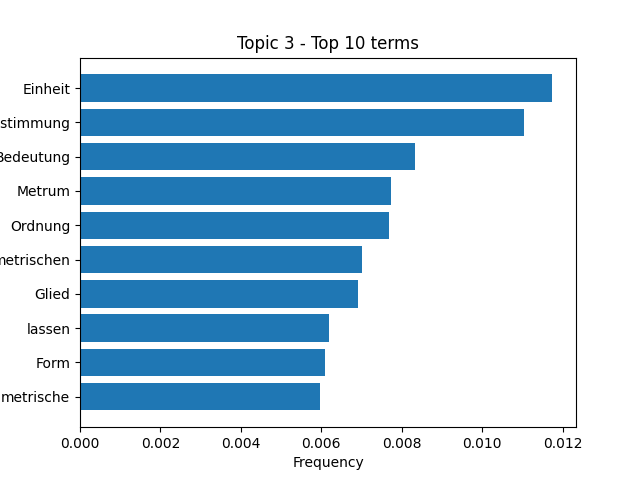 Topic 3 - Top 10 terms
Einheit
stimmung
Bedeutung
Metrum
Ordnung
metrischen
Glied
lassen
Form
metrische
0.000 0.002 0.004 0.006 0.008 0.010 0.012
Frequency